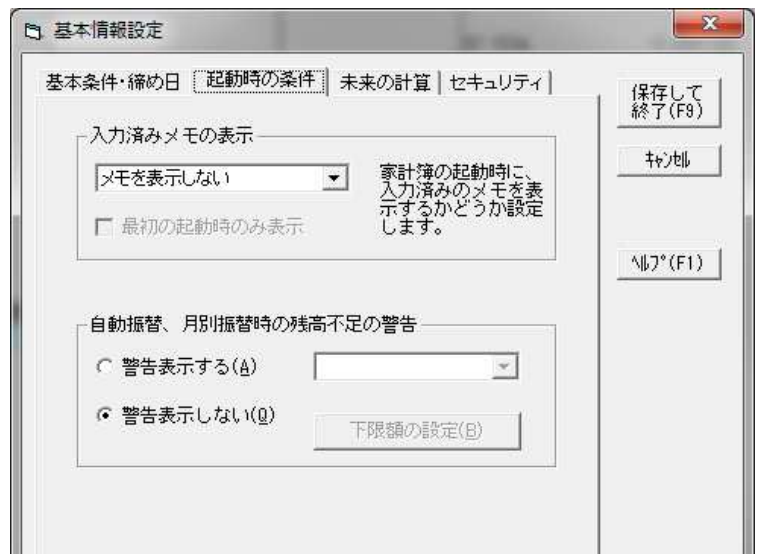 基本情報設定
基本条件・締め日
起動時の条件
未来の計算
セキュリティ
保存して
終了(F9)
ｷｬﾝｾﾙ
ﾍﾙﾌﾟ(F1)
入力済みメモの表示
メモを表示しない
最初の起動時のみ表示
家計簿の起動時に、
入力済みのメモを表
示するかどうか設定
します。
自動振替、月別振替時の残高不足の警告
警告表示する(A)
警告表示しない(Q)
下限額の設定(B)